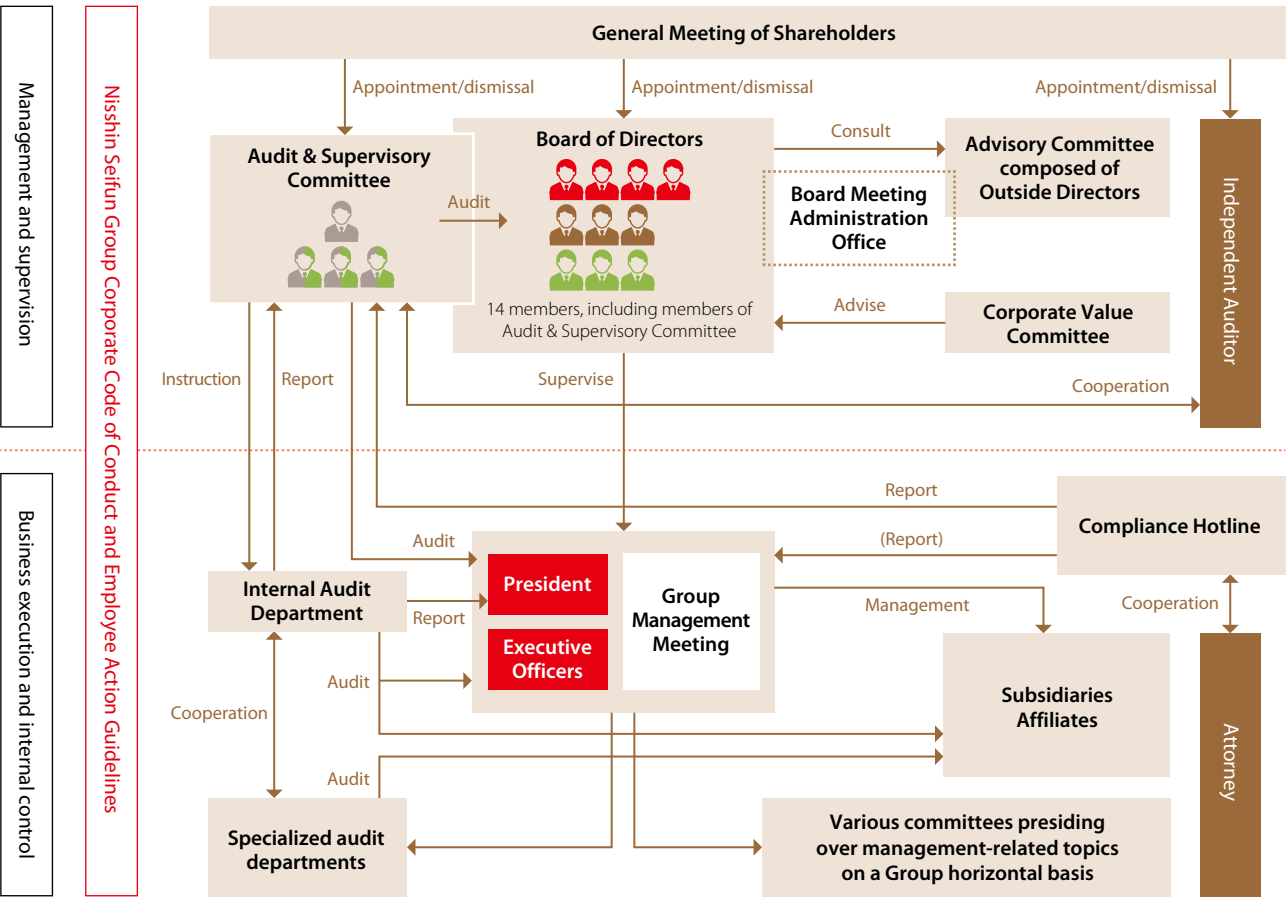 General Meeting of Shareholders
Management and supervision
Nisshin Seifun Group Corporate Code of Conduct and Employee Action Guidelines
Appointment/dismissal
Appointment/dismissal
Appointment/dismissal
Audit & Supervisory
Committee
Audit
Board of Directors
14 members, including members of
Audit & Supervisory Committee
Consult
Advisory Committee
composed of
Outside Directors
Board Meeting
Administration
Office
Advise
Corporate Value
Committee
Independent Auditor
Instruction
Report
Supervise
Cooperation
Business execution and internal control
Report
Compliance Hotline
(Report)
Audit
Internal Audit
Department
Report
President
Executive
Officers
Group
Management
Meeting
Management
Cooperation
Audit
Cooperation
Subsidiaries
Affiliates
Attorney
Audit
Specialized audit
departments
Various committees presiding
over management-related topics
on a Group horizontal basis